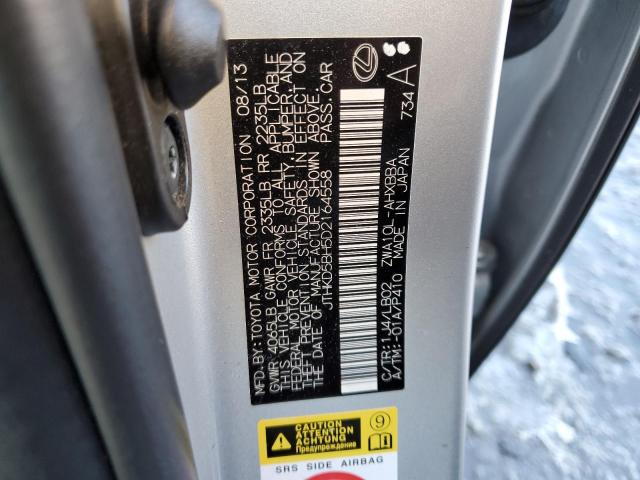 MFD.BY:TOYOTA MOTOR CORPORATION 08/13
GVWR 4065LB GAWR FR 2335LB RR 2235LB
THIS VEHICLE CONFORMS TO ALL APPLICABLE
FEDERAL MOTOR VEHICLE SAFETY, BUMPER, AND
THEFT PREVENTION STANDARDS IN EFFECT ON
THE DATE OF MANUFACTURE SHOWN ABOVE.
JTHKD5BH5D2164558 PASS.CAR
C/TR:1J4/LB02 ZWA10L-AHXBBA
A/TM:-01A/P410 MADE IN JAPAN 734 A
CAUTION
ATTENTION
ACHTUNG
Предупреждение
9
SRS SIDE AIRBAG